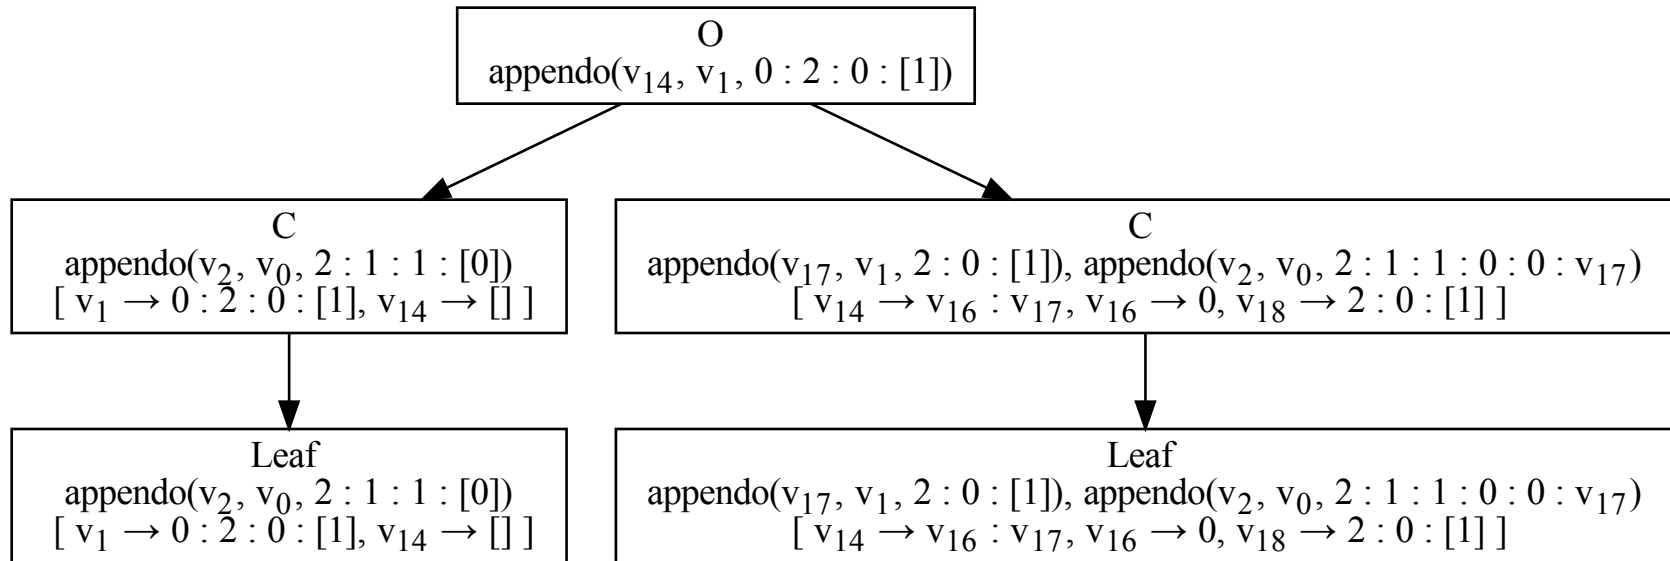 O
appendo(v₁₄, v₁, 0 : 2 : 0 : [1])
C
appendo(v₂, v₀, 2 : 1 : 1 : [0])
[ v₁ → 0 : 2 : 0 : [1], v₁₄ → [] ]
C
appendo(v₁₇, v₁, 2 : 0 : [1]), appendo(v₂, v₀, 2 : 1 : 1 : 0 : 0 : v₁₇)
[ v₁₄ → v₁₆ : v₁₇, v₁₆ → 0, v₁₈ → 2 : 0 : [1] ]
Leaf
appendo(v₂, v₀, 2 : 1 : 1 : [0])
[ v₁ → 0 : 2 : 0 : [1], v₁₄ → [] ]
Leaf
appendo(v₁₇, v₁, 2 : 0 : [1]), appendo(v₂, v₀, 2 : 1 : 1 : 0 : 0 : v₁₇)
[ v₁₄ → v₁₆ : v₁₇, v₁₆ → 0, v₁₈ → 2 : 0 : [1] ]